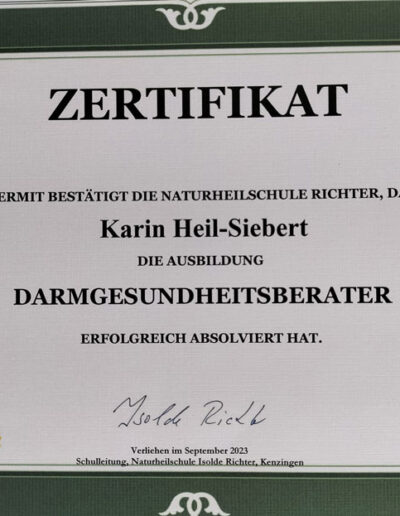 ZERTIFIKAT
ERMIT BESTÄTIGT DIE NATURHEILSCHULE RICHTER, DA
Karin Heil-Siebert
DIE AUSBILDUNG
DARMGESUNDHEITSBERATER
ERFOLGREICH ABSOLVIERT HAT.
Isolde Richter
Verliehen im September 2023
Schulleitung, Naturheilschule Isolde Richter, Kenzingen